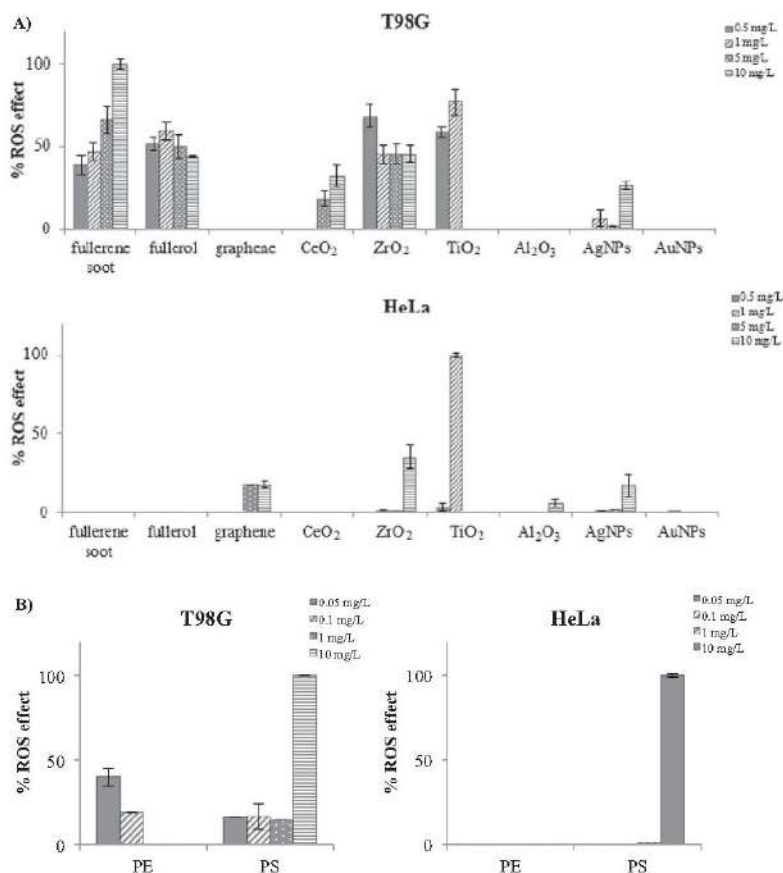 A)
T98G
0.5 mg/L
1 mg/L
5 mg/L
10 mg/L
% ROS effect
100
50
0
fullerene soot
fullerol
graphene
CeO₂
ZrO₂
TiO₂
Al₂O₃
AgNPs
AuNPs
HeLa
0.5 mg/L
1 mg/L
5 mg/L
10 mg/L
% ROS effect
100
50
0
fullerene soot
fullerol
graphene
CeO₂
ZrO₂
TiO₂
Al₂O₃
AgNPs
AuNPs
B)
T98G
0.05 mg/L
0.1 mg/L
1 mg/L
10 mg/L
% ROS effect
100
50
0
PE
PS
HeLa
0.05 mg/L
0.1 mg/L
1 mg/L
10 mg/L
% ROS effect
100
50
0
PE
PS